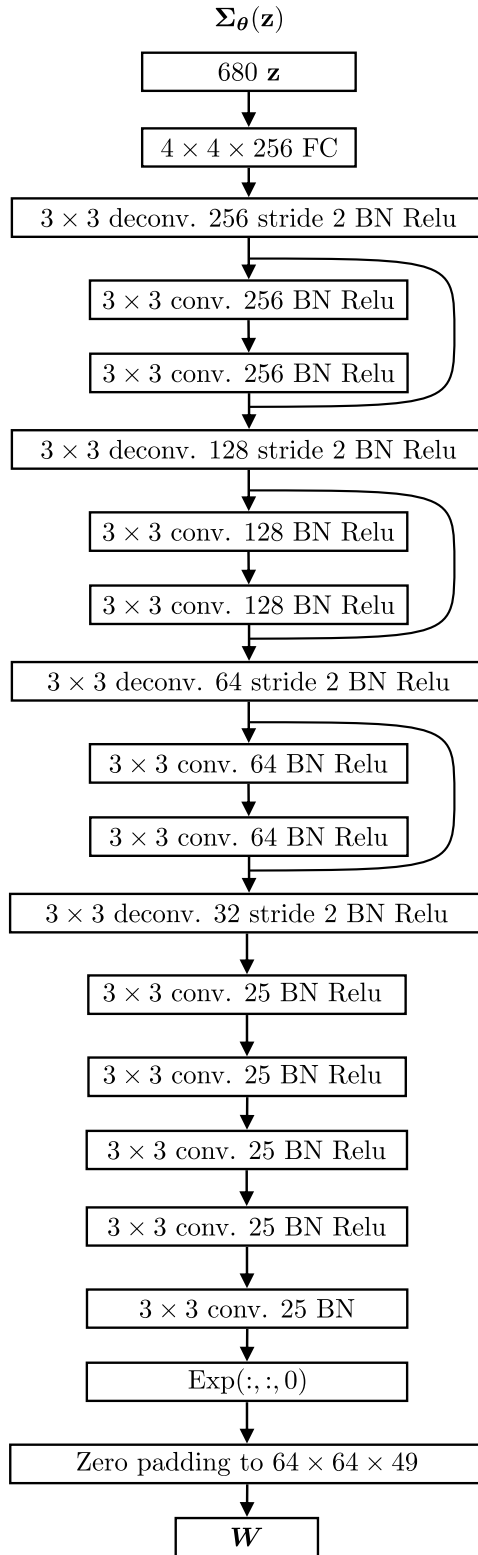 Σθ(z)
680 z
4 × 4 × 256 FC
3 × 3 deconv. 256 stride 2 BN Relu
3 × 3 conv. 256 BN Relu
3 × 3 conv. 256 BN Relu
3 × 3 deconv. 128 stride 2 BN Relu
3 × 3 conv. 128 BN Relu
3 × 3 conv. 128 BN Relu
3 × 3 deconv. 64 stride 2 BN Relu
3 × 3 conv. 64 BN Relu
3 × 3 conv. 64 BN Relu
3 × 3 deconv. 32 stride 2 BN Relu
3 × 3 conv. 25 BN Relu
3 × 3 conv. 25 BN Relu
3 × 3 conv. 25 BN Relu
3 × 3 conv. 25 BN Relu
3 × 3 conv. 25 BN
Exp(:, :, 0)
Zero padding to 64 × 64 × 49
W